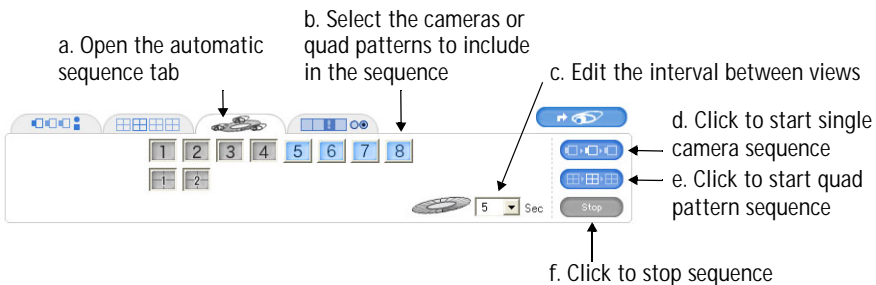 b. Select the cameras or
quad patterns to include
in the sequence
a. Open the automatic
sequence tab
c. Edit the interval between views
d. Click to start single
camera sequence
1 2 3 4 5 6 7 8
1 2
e. Click to start quad
pattern sequence
5 Sec
Stop
f. Click to stop sequence